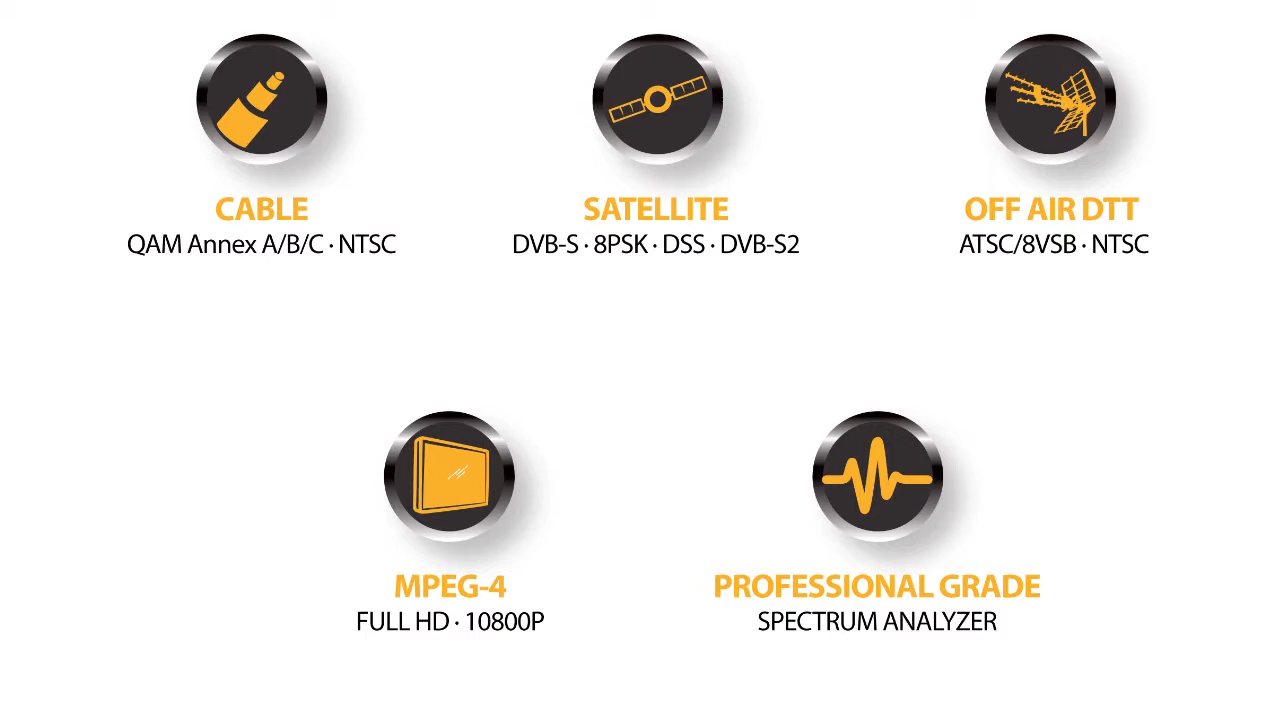 CABLE
QAM Annex A/B/C · NTSC
SATELLITE
DVB-S · 8PSK · DSS · DVB-S2
OFF AIR DTT
ATSC/8VSB · NTSC
MPEG-4
FULL HD · 10800P
PROFESSIONAL GRADE
SPECTRUM ANALYZER